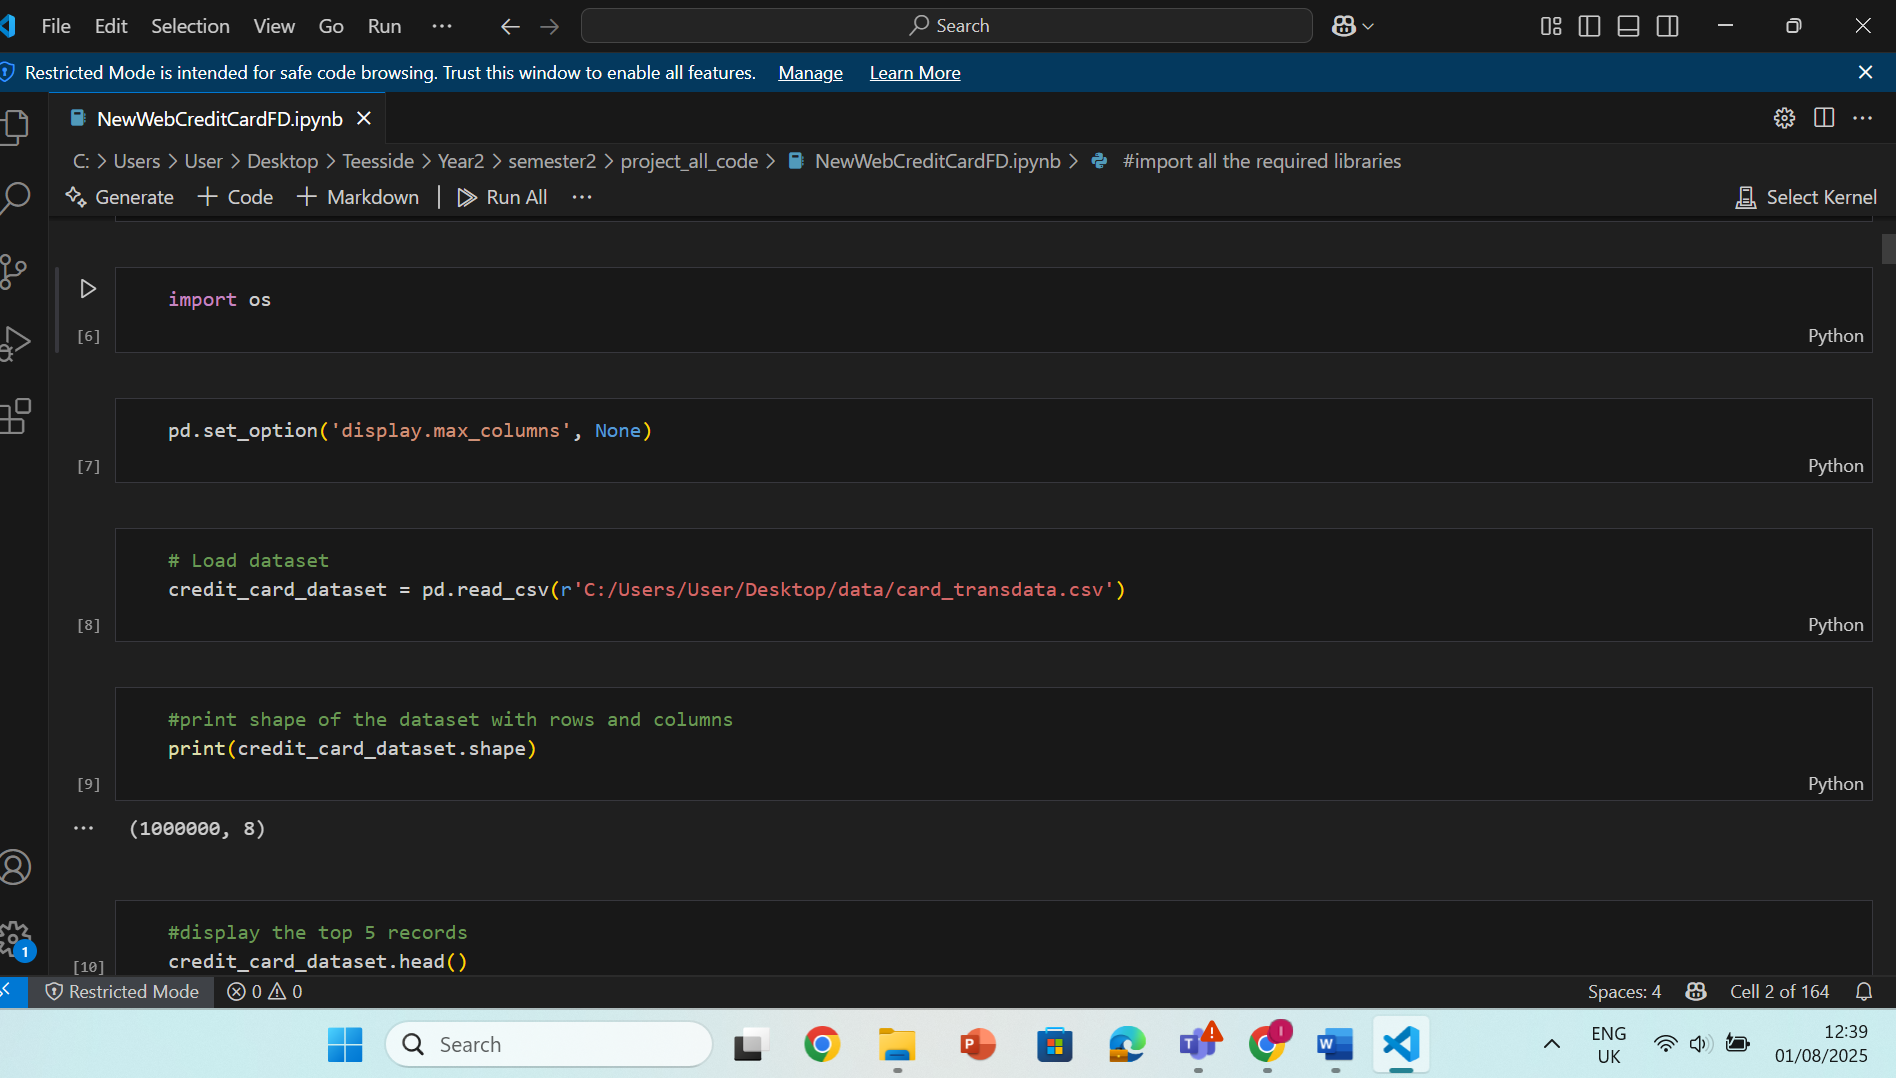 File Edit Selection View Go Run ··· Search
Restricted Mode is intended for safe code browsing. Trust this window to enable all features. Manage Learn More
NewWebCreditCardFD.ipynb
C: > Users > User > Desktop > Teesside > Year2 > semester2 > project_all_code > NewWebCreditCardFD.ipynb > #import all the required libraries
Generate + Code + Markdown | Run All ··· Select Kernel
import os
[6] Python
pd.set_option('display.max_columns', None)
[7] Python
# Load dataset
credit_card_dataset = pd.read_csv(r'C:/Users/User/Desktop/data/card_transdata.csv')
[8] Python
#print shape of the dataset with rows and columns
print(credit_card_dataset.shape)
[9] Python
··· (1000000, 8)
#display the top 5 records
credit_card_dataset.head()
[10]
1
Restricted Mode 0 0 Spaces: 4 Cell 2 of 164
Search P T I W ENG 12:39
UK 01/08/2025